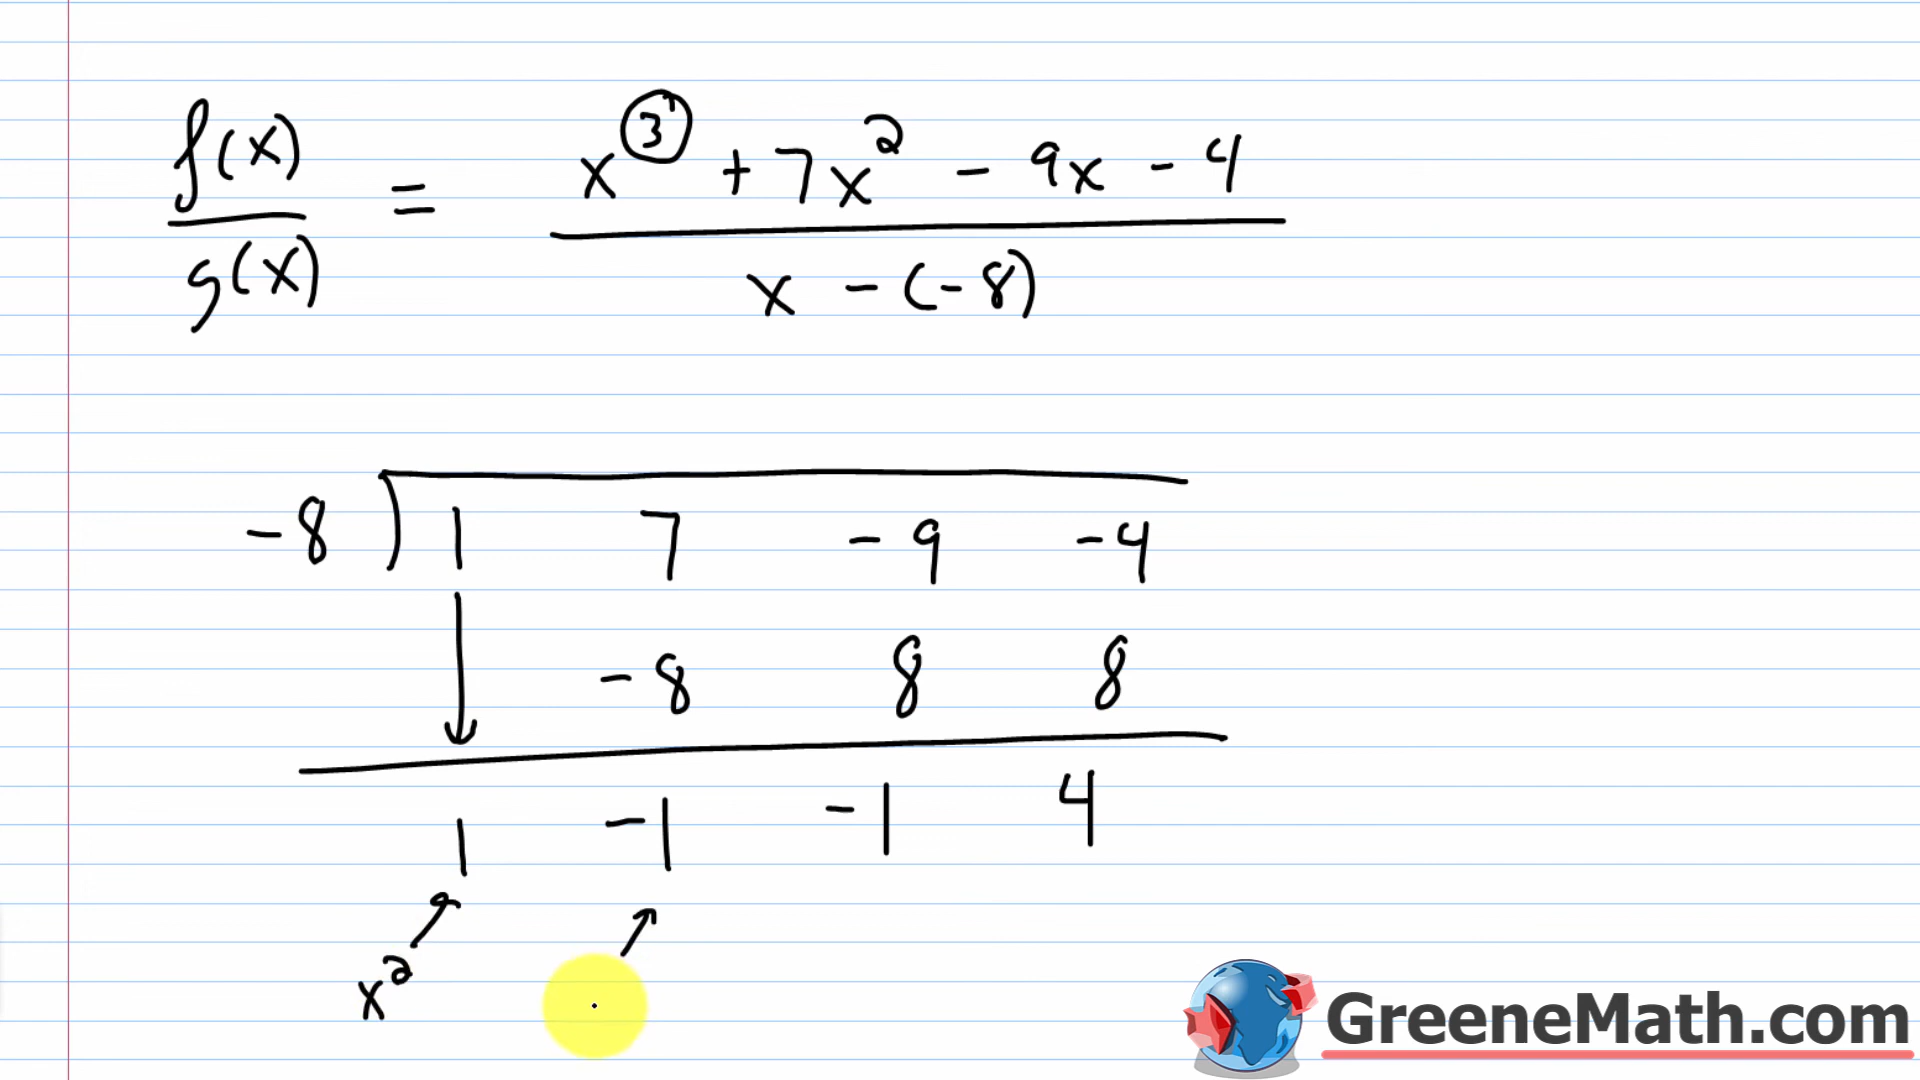 f(x) / g(x) = x^3 + 7x^2 - 9x - 4 / x - (-8)
-8 ) 1 7 -9 -4
-8 8 8
1 -1 -1 4
x^2
GreeneMath.com